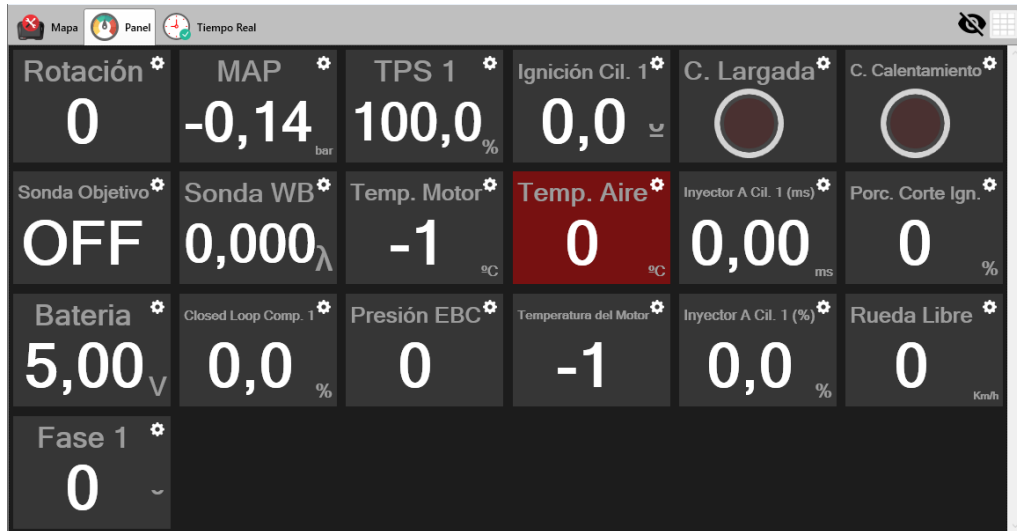 Mapa Panel Tiempo Real
Rotación MAP TPS 1 Ignición Cil. 1 C. Largada C. Calentamiento
0 -0,14 bar 100,0 % 0,0 º
Sonda Objetivo Sonda WB Temp. Motor Temp. Aire Inyector A Cil. 1 (ms) Porc. Corte Ign.
OFF 0,000 λ -1 ºC 0 ºC 0,00 ms 0 %
Bateria Closed Loop Comp. 1 Presión EBC Temperatura del Motor Inyector A Cil. 1 (%) Rueda Libre
5,00 V 0,0 % 0 -1 0,0 % 0 Km/h
Fase 1
0